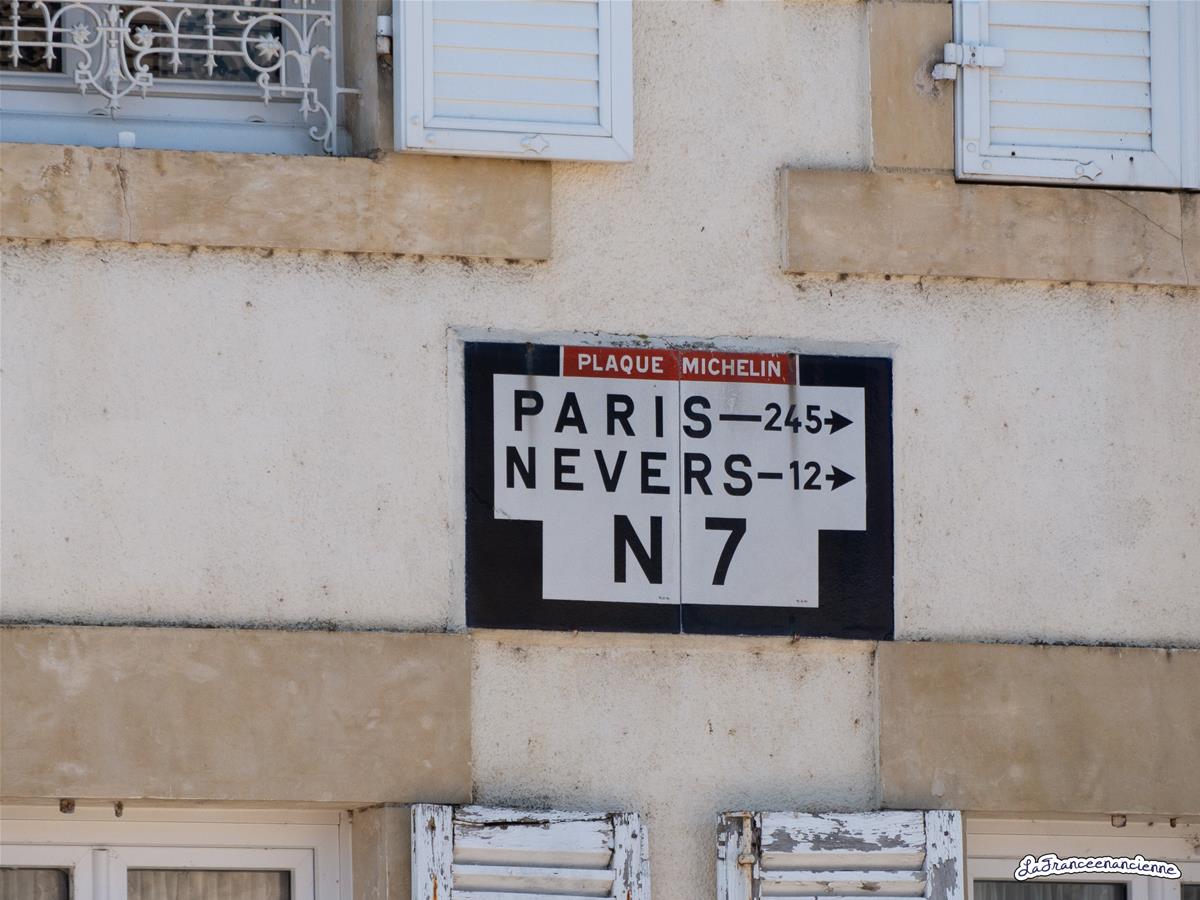 PLAQUE MICHELIN
PARIS—245→
NEVERS—12→
N 7
LaFranceenancienne